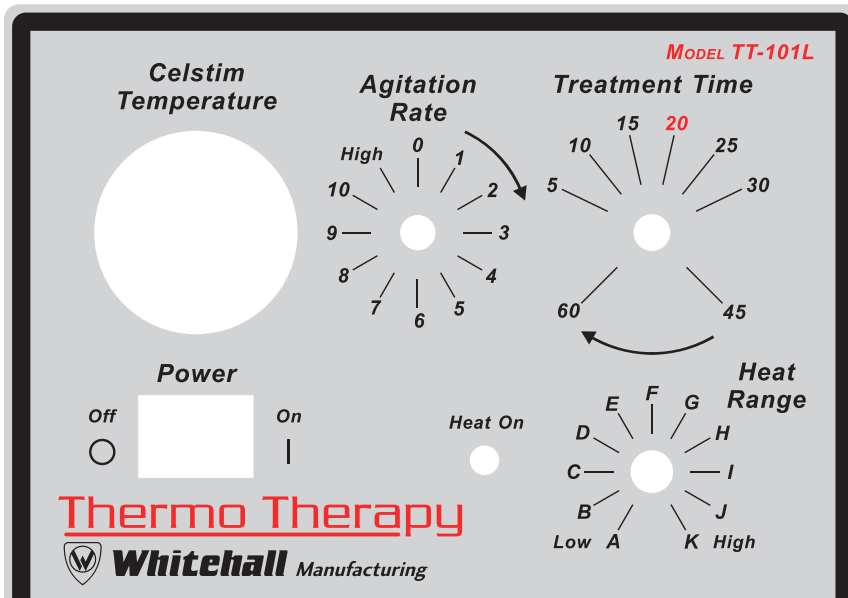 MODEL TT-101L
Celstim
Temperature
Agitation
Rate
High
0
1
2
3
4
5
6
7
8
9
10
Treatment Time
5
10
15
20
25
30
45
60
Power
Off
On
Heat On
Heat
Range
Low
A
B
C
D
E
F
G
H
I
J
K
High
Thermo Therapy
W
Whitehall Manufacturing